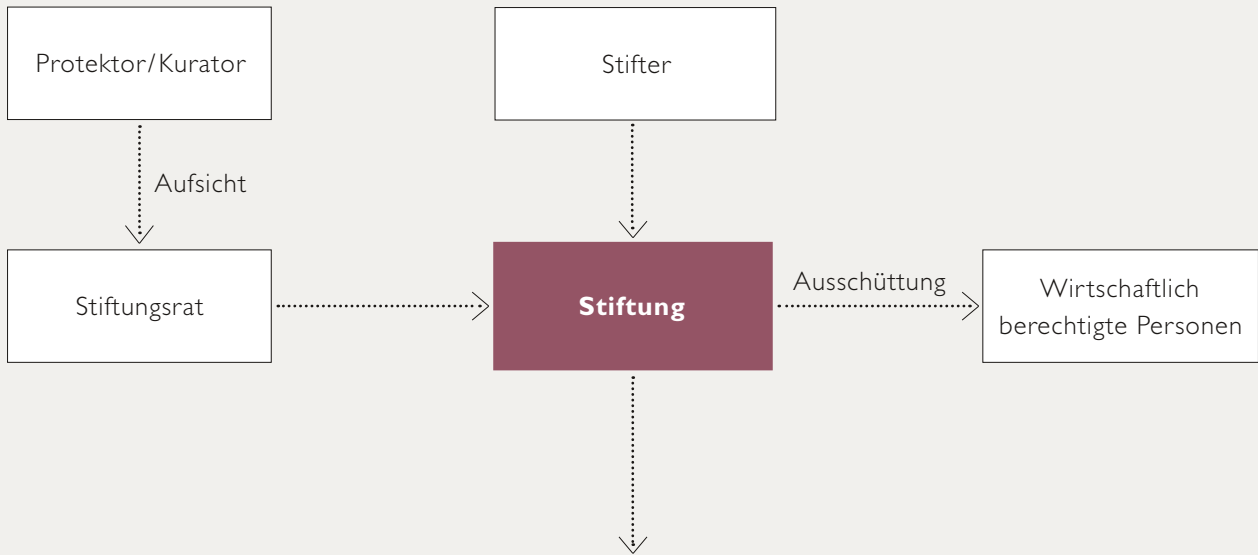 Protektor/Kurator
Stifter
Aufsicht
Stiftungsrat
Stiftung
Ausschüttung
Wirtschaftlich
berechtigte Personen